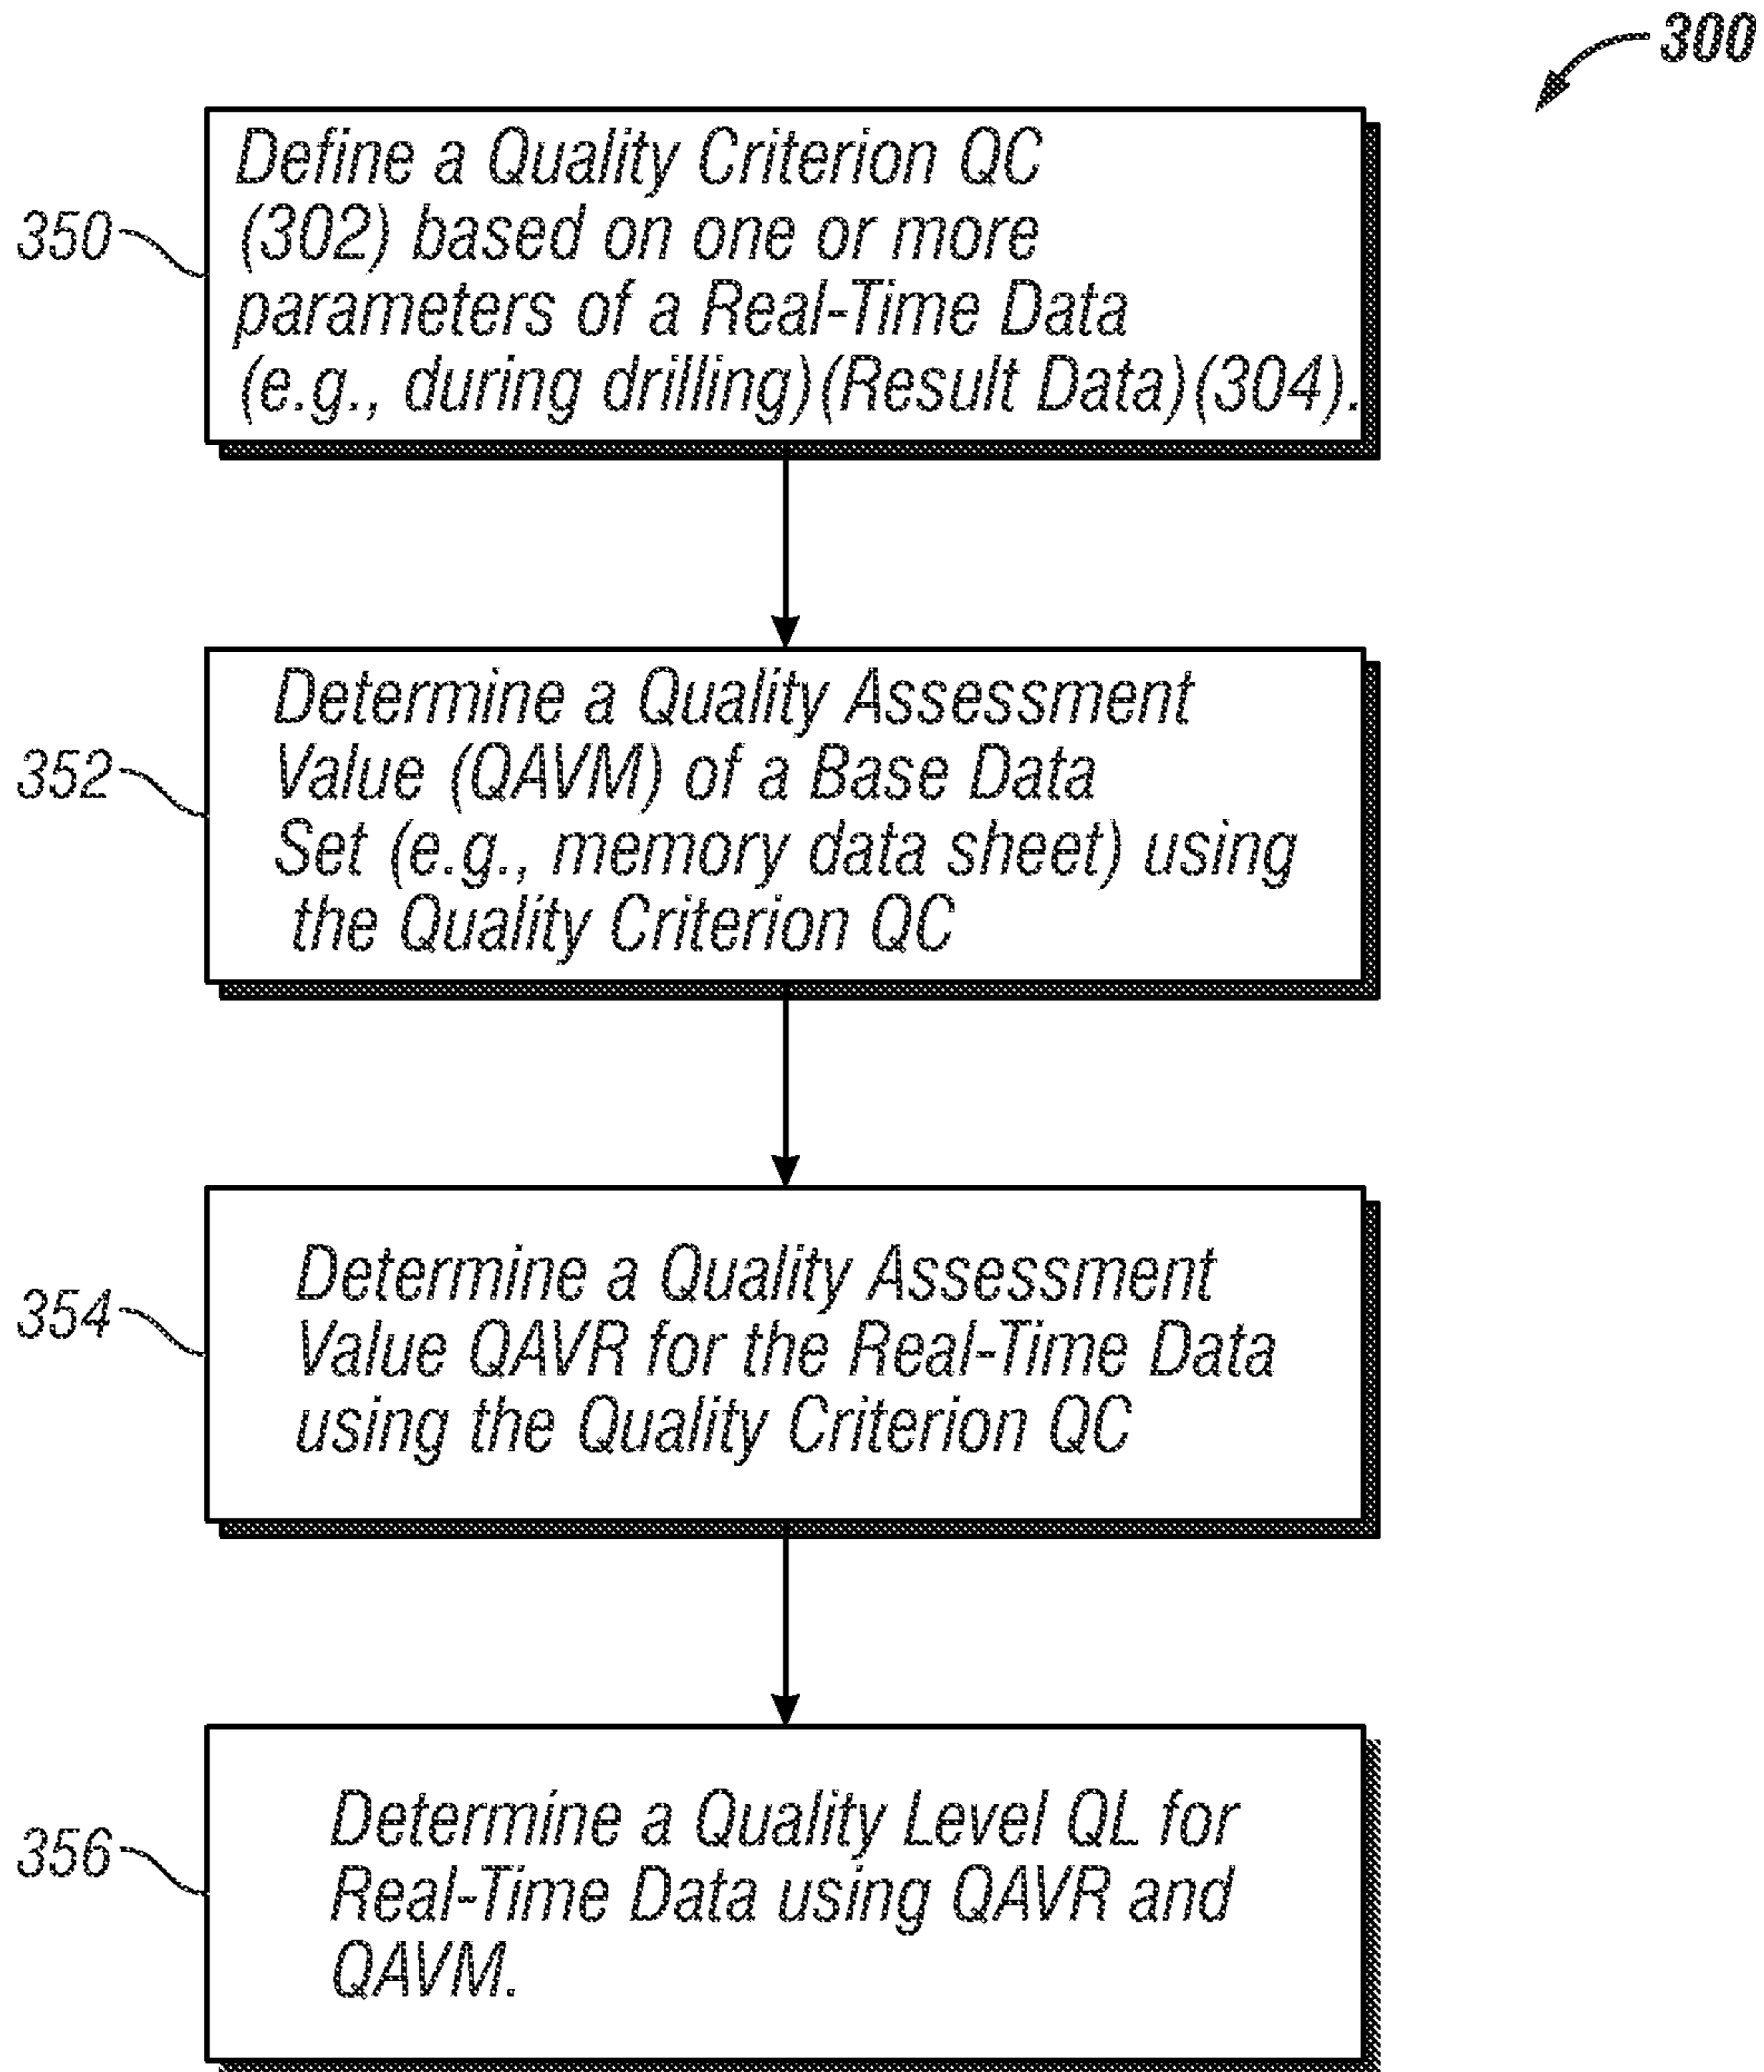 300
350
Define a Quality Criterion QC
(302) based on one or more
parameters of a Real-Time Data
(e.g., during drilling)(Result Data)(304).
352
Determine a Quality Assessment
Value (QAVM) of a Base Data
Set (e.g., memory data sheet) using
the Quality Criterion QC
354
Determine a Quality Assessment
Value QAVR for the Real-Time Data
using the Quality Criterion QC
356
Determine a Quality Level QL for
Real-Time Data using QAVR and
QAVM.